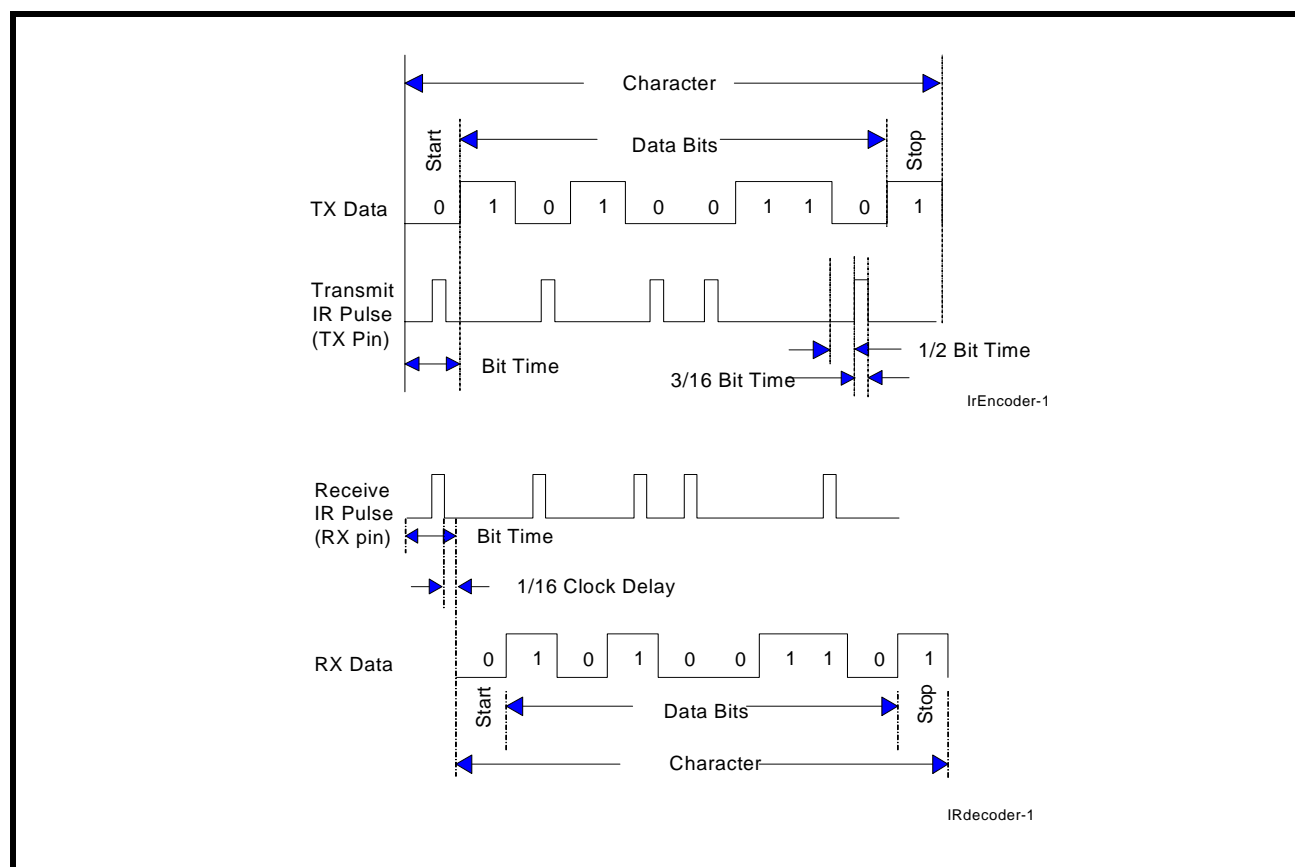 Character
Start
Data Bits
Stop
TX Data
0 1 0 1 0 0 1 1 0 1
Transmit
IR Pulse
(TX Pin)
Bit Time
1/2 Bit Time
3/16 Bit Time
IrEncoder-1
Receive
IR Pulse
(RX pin)
Bit Time
1/16 Clock Delay
RX Data
0 1 0 1 0 0 1 1 0 1
Start
Data Bits
Stop
Character
IRdecoder-1